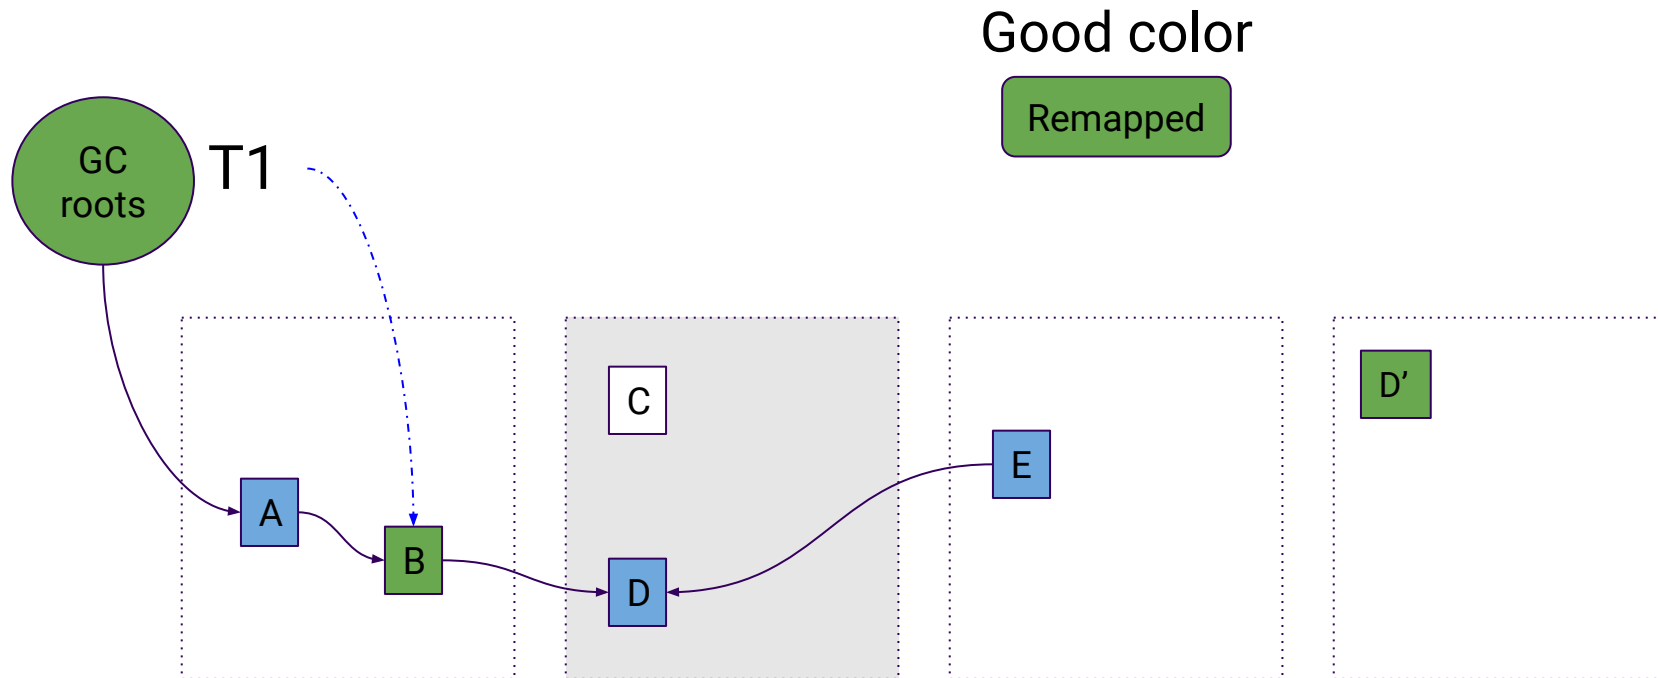 Good color
Remapped
GC
roots
T1
C
D’
E
A
B
D